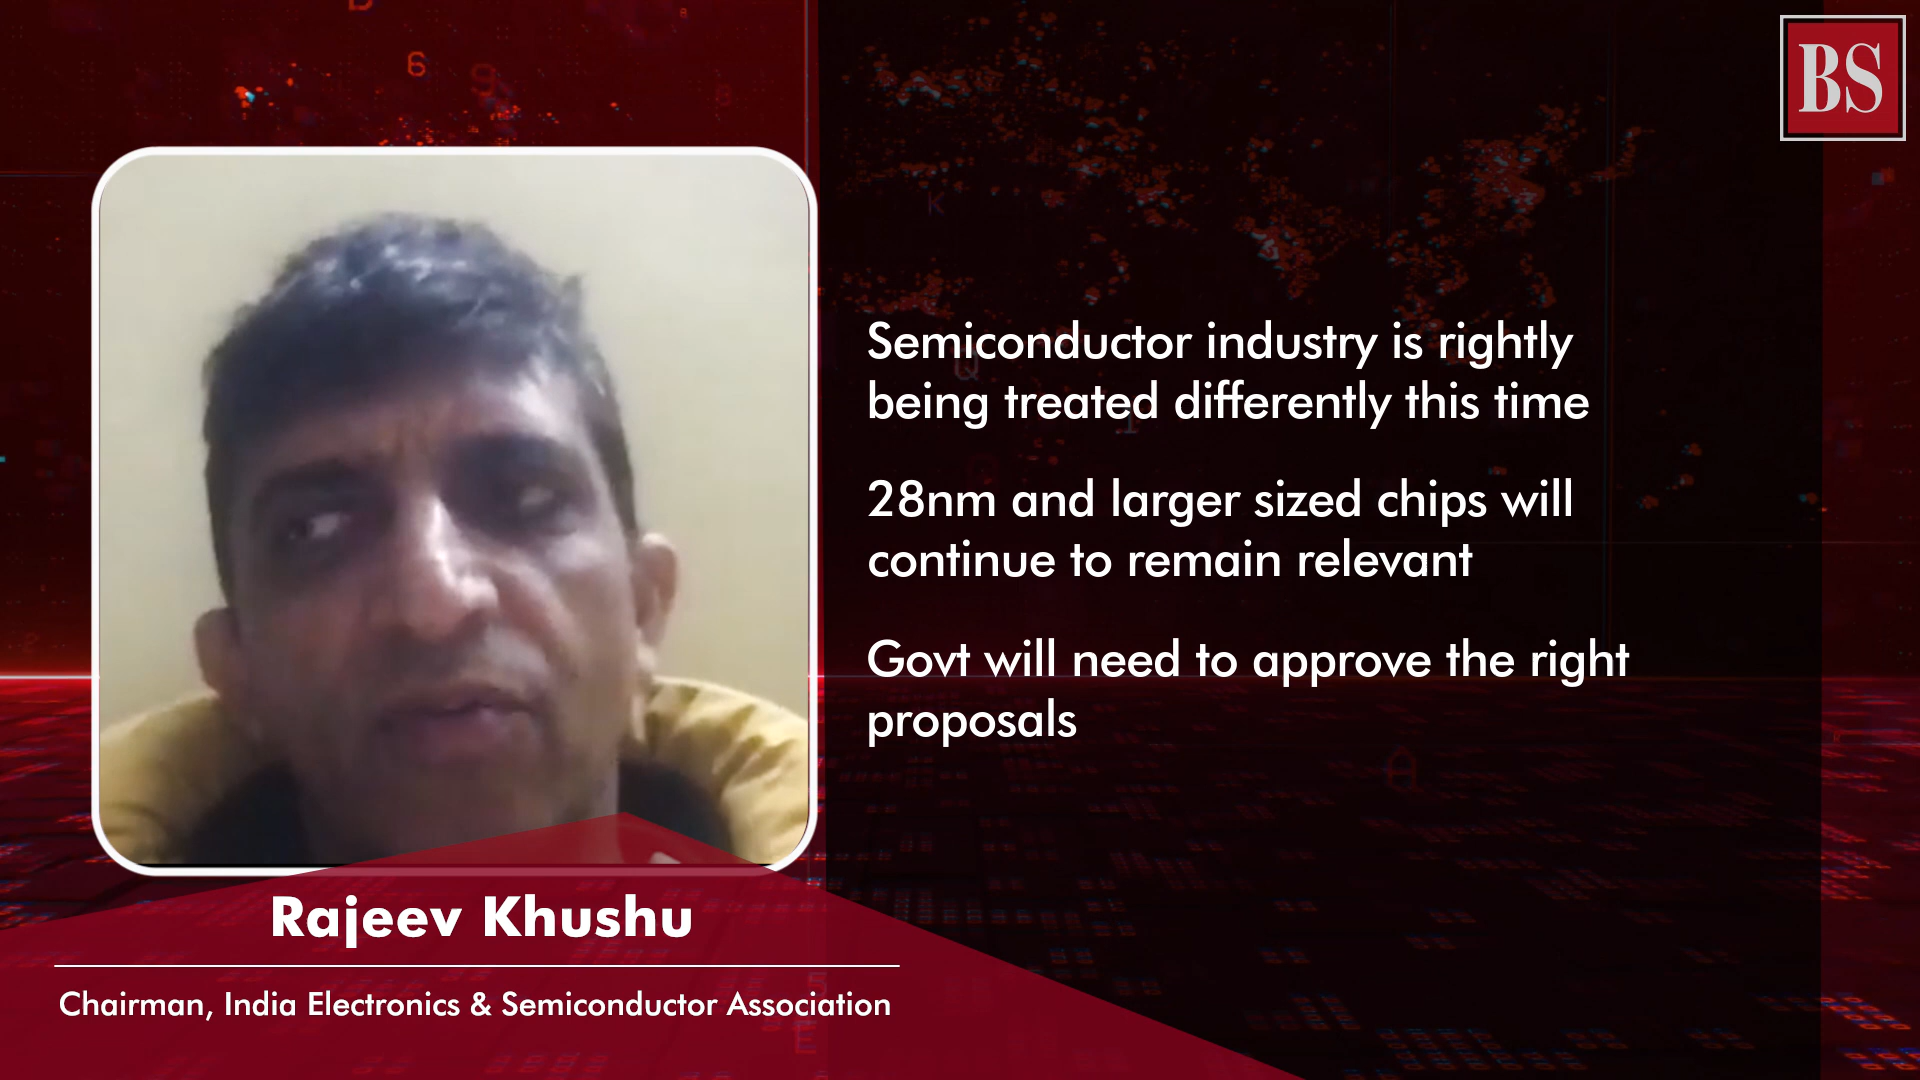 BS
Semiconductor industry is rightly
being treated differently this time
28nm and larger sized chips will
continue to remain relevant
Govt will need to approve the right
proposals
Rajeev Khushu
Chairman, India Electronics & Semiconductor Association